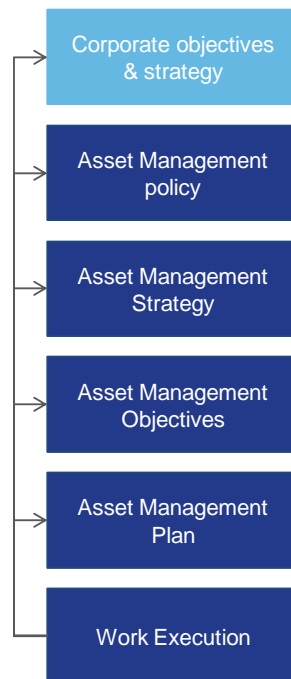 Corporate objectives
& strategy
Asset Management
policy
Asset Management
Strategy
Asset Management
Objectives
Asset Management
Plan
Work Execution